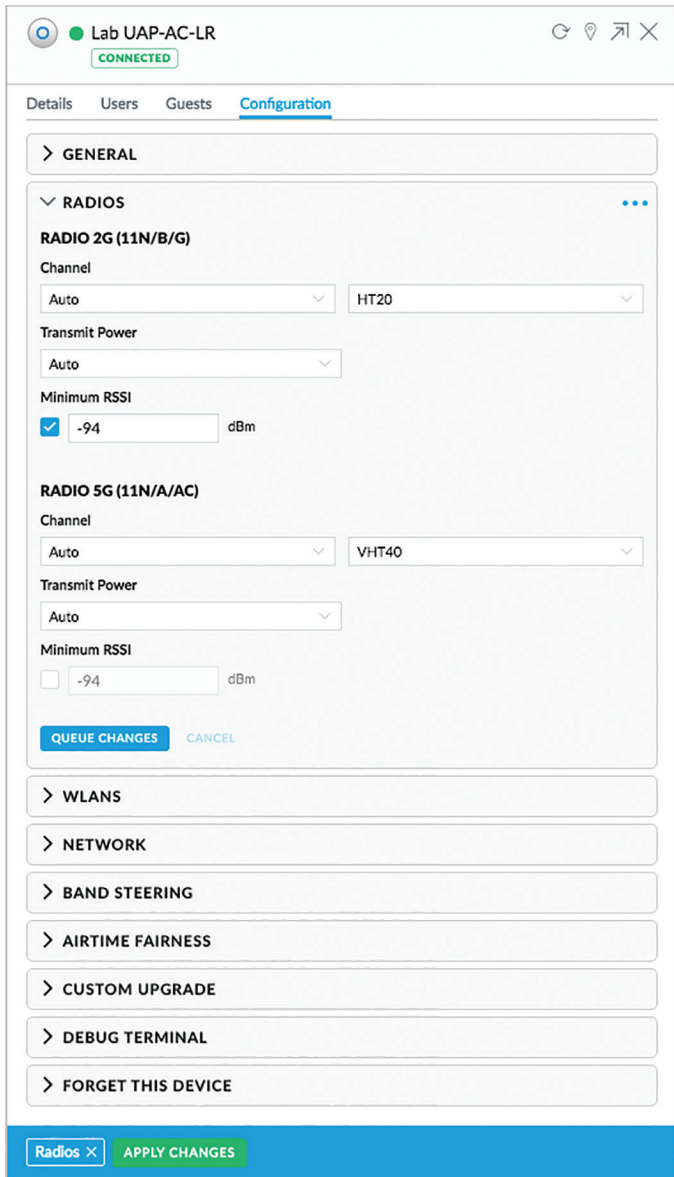 Lab UAP-AC-LR
CONNECTED
Details Users Guests Configuration
GENERAL
RADIOS
RADIO 2G (11N/B/G)
Channel
Auto HT20
Transmit Power
Auto
Minimum RSSI
-94 dBm
RADIO 5G (11N/A/AC)
Channel
Auto VHT40
Transmit Power
Auto
Minimum RSSI
-94 dBm
QUEUE CHANGES CANCEL
WLANS
NETWORK
BAND STEERING
AIRTIME FAIRNESS
CUSTOM UPGRADE
DEBUG TERMINAL
FORGET THIS DEVICE
Radios × APPLY CHANGES